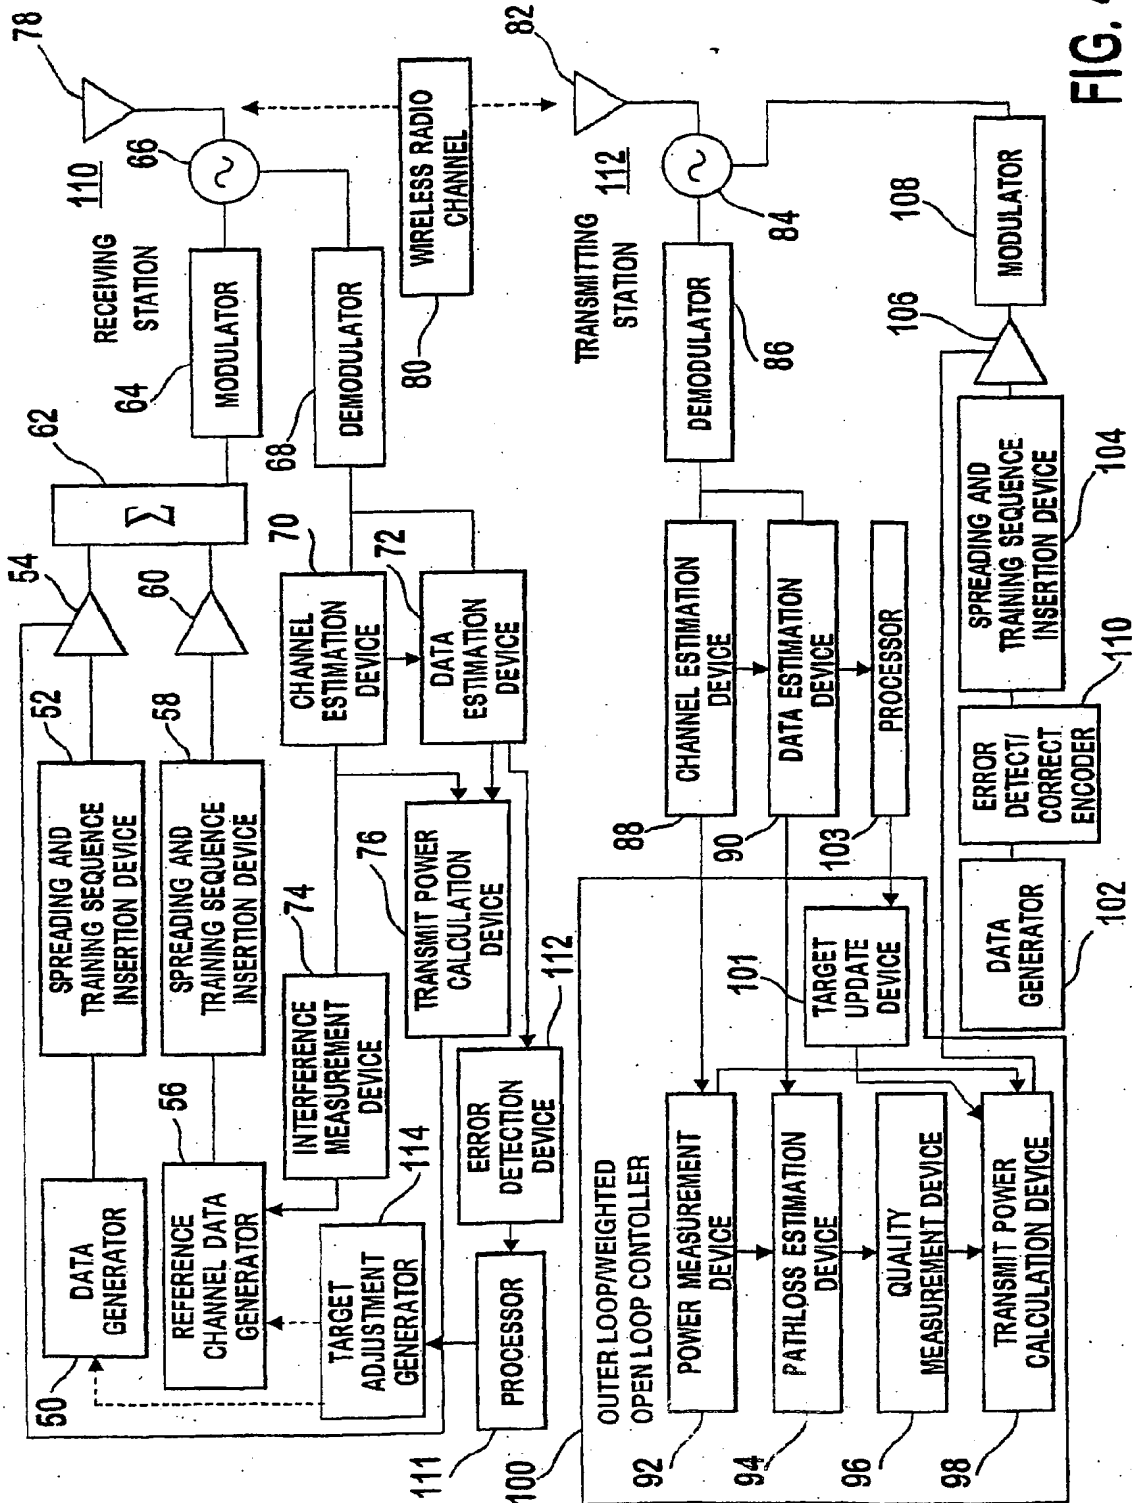 78
110
66
RECEIVING
STATION
64
MODULATOR
62
Σ
54
60
52
SPREADING AND
TRAINING SEQUENCE
INSERTION DEVICE
58
SPREADING AND
TRAINING SEQUENCE
INSERTION DEVICE
50
DATA
GENERATOR
56
REFERENCE
CHANNEL DATA
GENERATOR
68
DEMODULATOR
70
CHANNEL
ESTIMATION
DEVICE
72
DATA
ESTIMATION
DEVICE
74
INTERFERENCE
MEASUREMENT
DEVICE
76
TRANSMIT POWER
CALCULATION
DEVICE
112
ERROR
DETECTION
DEVICE
114
TARGET
ADJUSTMENT
GENERATOR
PROCESSOR
111
WIRELESS RADIO
CHANNEL
80
82
112
84
TRANSMITTING
STATION
DEMODULATOR
86
CHANNEL ESTIMATION
DEVICE
88
DATA ESTIMATION
DEVICE
90
PROCESSOR
103
100
OUTER LOOP/WEIGHTED
OPEN LOOP CONTOLLER
101
TARGET
UPDATE
DEVICE
POWER MEASUREMENT
DEVICE
92
PATHLOSS ESTIMATION
DEVICE
94
QUALITY
MEASUREMENT DEVICE
96
TRANSMIT POWER
CALCULATION DEVICE
98
DATA
GENERATOR
102
ERROR
DETECT/
CORRECT.
ENCODER
110
SPREADING AND
TRAINING SEQUENCE
INSERTION DEVICE
104
106
108
MODULATOR
FIG.